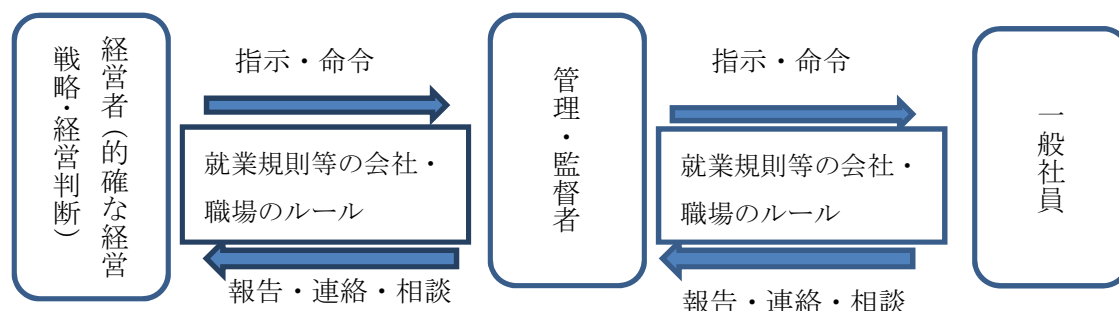 経営者（的確な経営
戦略・経営判断）
指示・命令
就業規則等の会社・
職場のルール
報告・連絡・相談
管理・監督者
指示・命令
就業規則等の会社・
職場のルール
報告・連絡・相談
一般社員